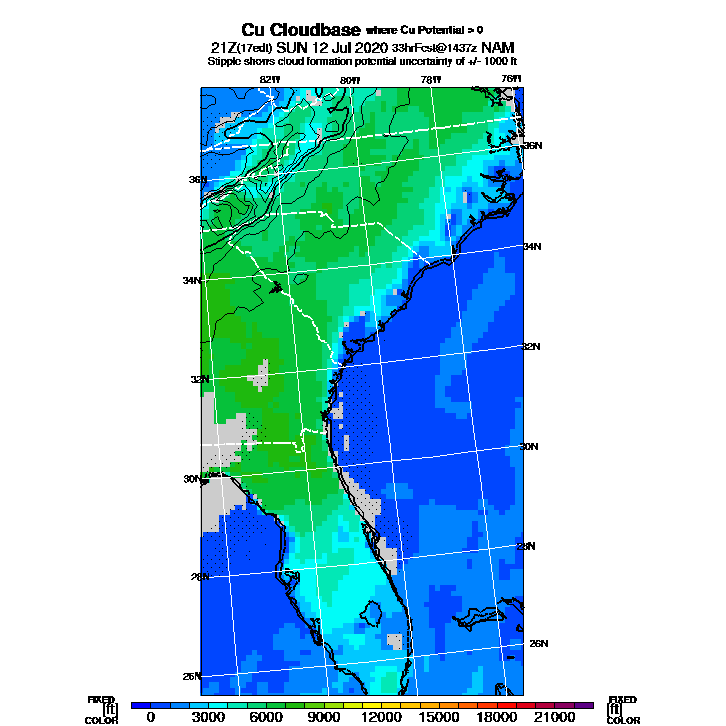 Cu Cloudbase where Cu Potential > 0
21Z(17edt) SUN 12 Jul 2020 33hrFcst@1437z NAM
Stipple shows cloud formation potential uncertainty of +/- 1000 ft
82W 80W 78W 76W
36N 36N
34N 34N
32N 32N
30N 30N
28N 28N
26N 26N
FIXED FIXED
[ft] [ft]
COLOR COLOR
0 3000 6000 9000 12000 15000 18000 21000